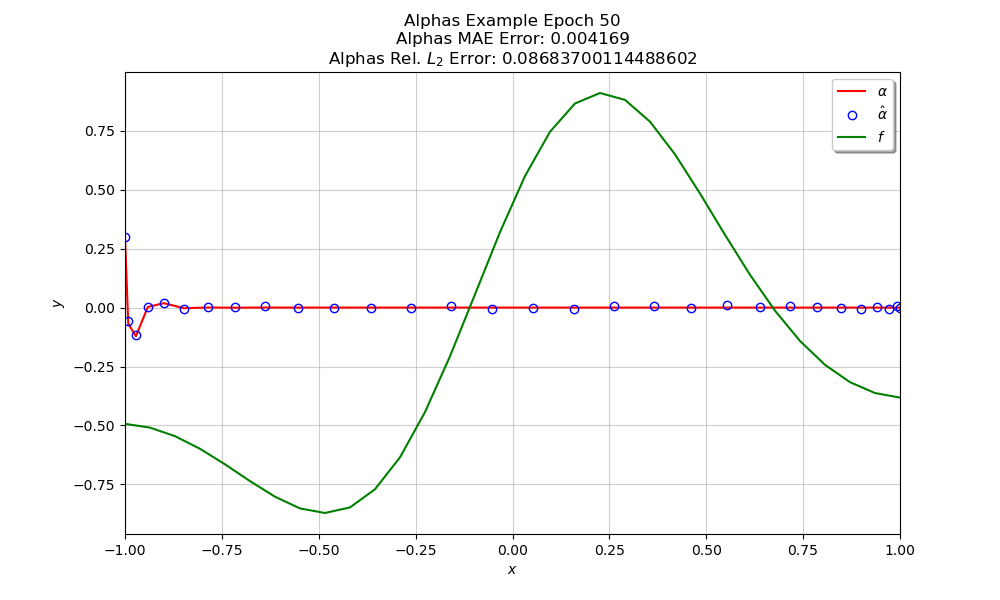 Alphas Example Epoch 50
Alphas MAE Error: 0.004169
Alphas Rel. $L_2$ Error: 0.08683700114488602
α
α̂
f
0.75
0.50
0.25
0.00
−0.25
−0.50
−0.75
y
−1.00 −0.75 −0.50 −0.25 0.00 0.25 0.50 0.75 1.00
x